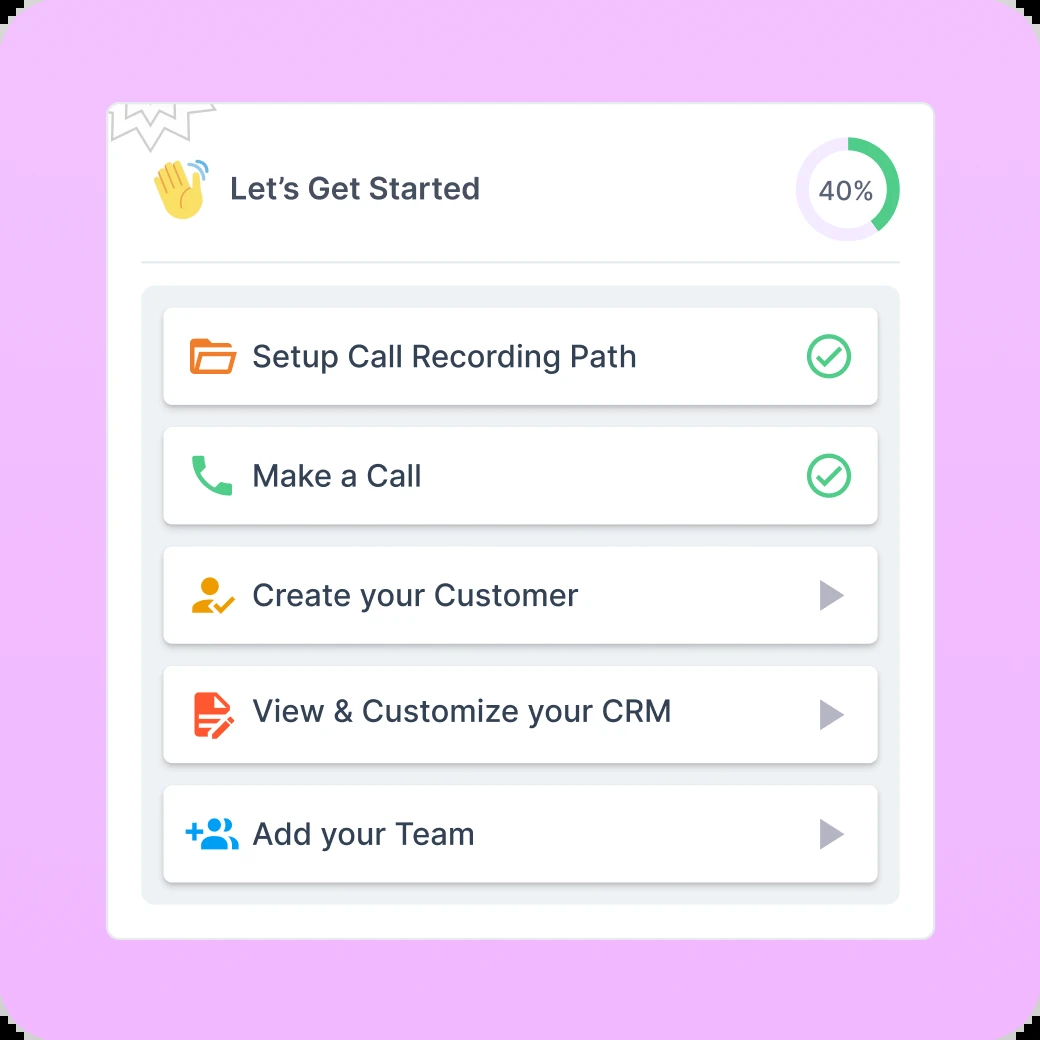 Let’s Get Started
40%
Setup Call Recording Path
Make a Call
Create your Customer
View & Customize your CRM
Add your Team